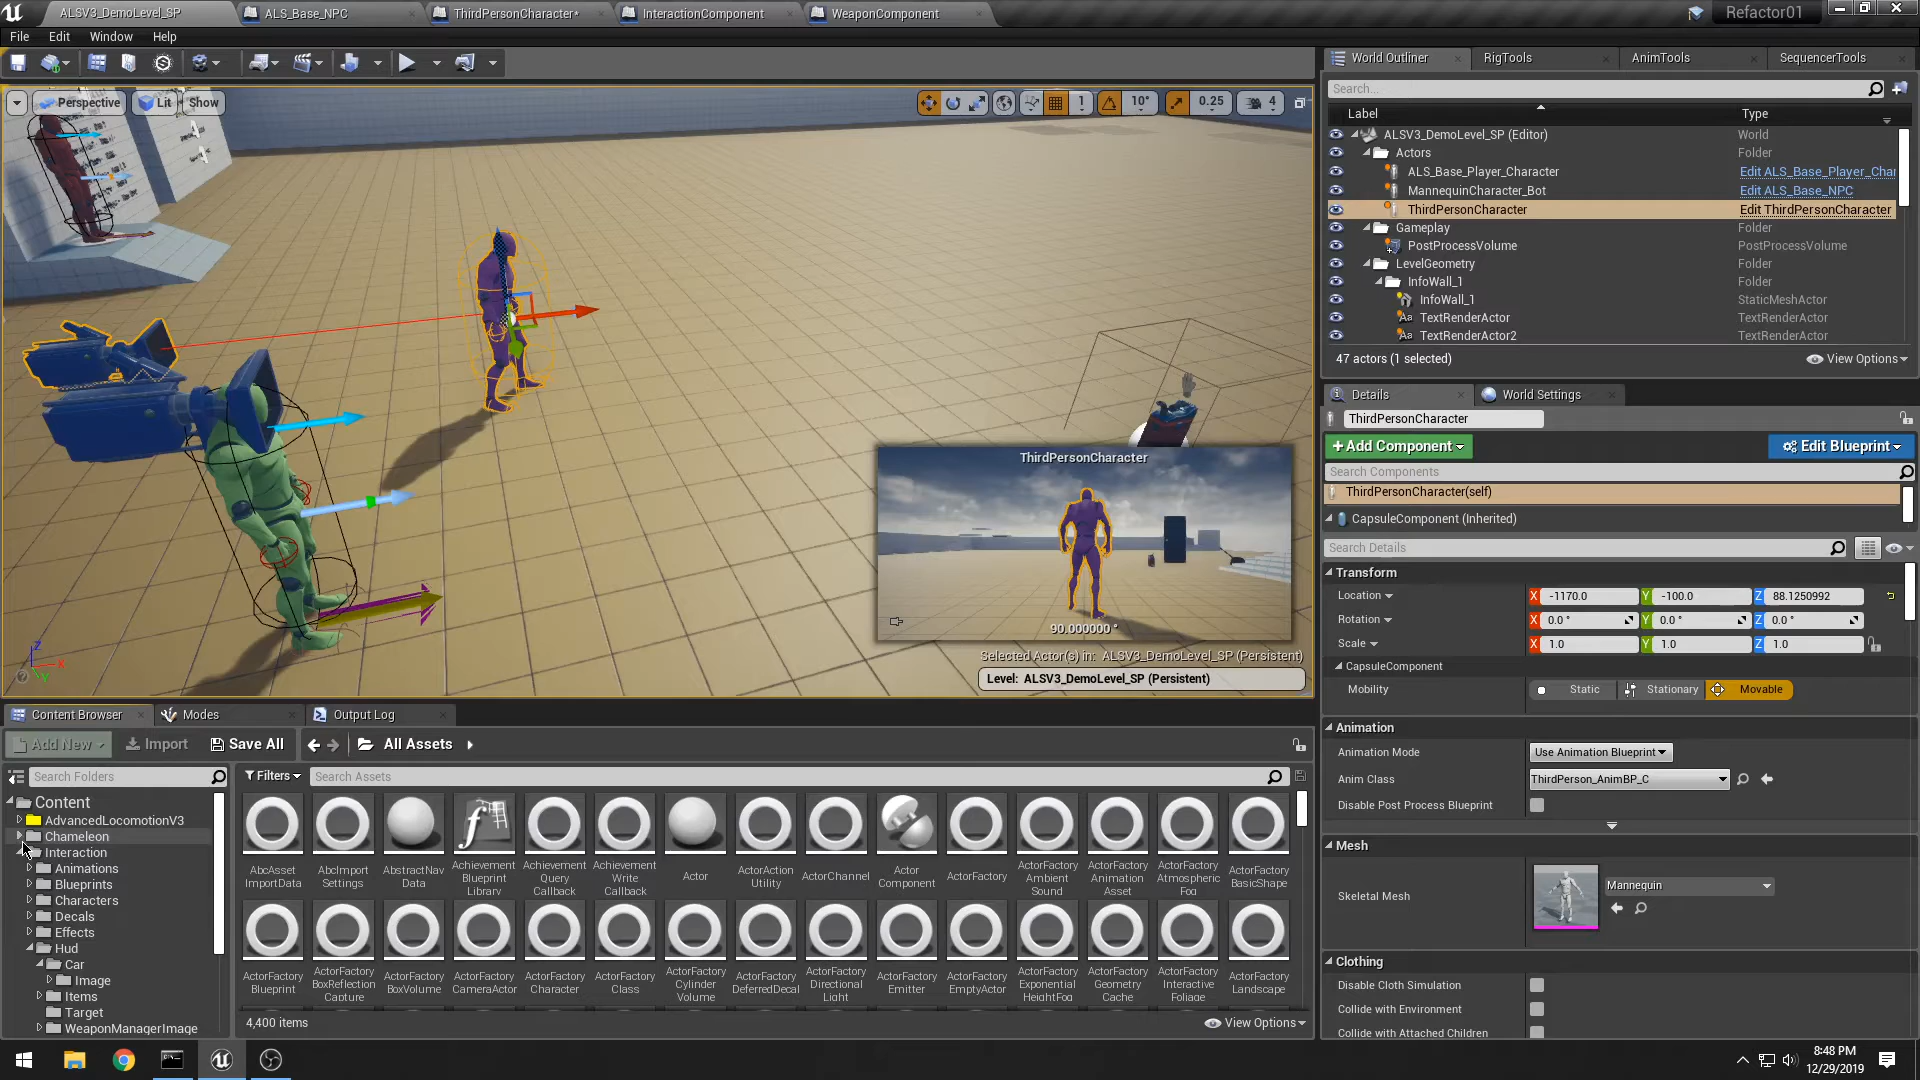 ALSV3_DemoLevel_SP
ALS_Base_NPC
ThirdPersonCharacter*
InteractionComponent
WeaponComponent
Refactor01
File Edit Window Help
World Outliner
RigTools
AnimTools
SequencerTools
Perspective
Lit
Show
1
10°
0.25
4
Search...
Label Type
ALSV3_DemoLevel_SP (Editor) World
Actors Folder
ALS_Base_Player_Character Edit ALS_Base_Player_Char
MannequinCharacter_Bot Edit ALS_Base_NPC
ThirdPersonCharacter Edit ThirdPersonCharacter
Gameplay Folder
PostProcessVolume PostProcessVolume
LevelGeometry Folder
InfoWall_1 Folder
InfoWall_1 StaticMeshActor
TextRenderActor TextRenderActor
TextRenderActor2 TextRenderActor
47 actors (1 selected)
View Options
Details
World Settings
ThirdPersonCharacter
+Add Component
Edit Blueprint
Search Components
ThirdPersonCharacter(self)
CapsuleComponent (Inherited)
Search Details
Transform
Location X -1170.0 Y -100.0 Z 88.1250992
Rotation X 0.0 ° Y 0.0 ° Z 0.0 °
Scale X 1.0 Y 1.0 Z 1.0
CapsuleComponent
Mobility Static Stationary Movable
Animation
Animation Mode Use Animation Blueprint
Anim Class ThirdPerson_AnimBP_C
Disable Post Process Blueprint
Mesh
Skeletal Mesh Mannequin
Clothing
Disable Cloth Simulation
Collide with Environment
Collide with Attached Children
ThirdPersonCharacter
90.000000 °
Selected Actor(s) in: ALSV3_DemoLevel_SP (Persistent)
Level: ALSV3_DemoLevel_SP (Persistent)
Z
X
Y
Content Browser
Modes
Output Log
Add New
Import
Save All
All Assets
Search Folders
Filters
Search Assets
Content
AdvancedLocomotionV3
Chameleon
Interaction
Animations
Blueprints
Characters
Decals
Effects
Hud
Car
Image
Items
Target
WeaponManagerImage
AbcAsset
ImportData
AbcImport
Settings
AbstractNav
Data
Achievement
Blueprint
Library
Achievement
Query
Callback
Achievement
Write
Callback
Actor
ActorAction
Utility
ActorChannel
Actor
Component
ActorFactory
ActorFactory
Ambient
Sound
ActorFactory
Animation
Asset
ActorFactory
Atmospheric
Fog
ActorFactory
BasicShape
ActorFactory
Blueprint
ActorFactory
BoxReflection
Capture
ActorFactory
BoxVolume
ActorFactory
CameraActor
ActorFactory
Character
ActorFactory
Class
ActorFactory
Cylinder
Volume
ActorFactory
DeferredDecal
ActorFactory
Directional
Light
ActorFactory
Emitter
ActorFactory
EmptyActor
ActorFactory
Exponential
HeightFog
ActorFactory
Geometry
Cache
ActorFactory
Interactive
Foliage
ActorFactory
Landscape
4,400 items
View Options
8:48 PM
12/29/2019